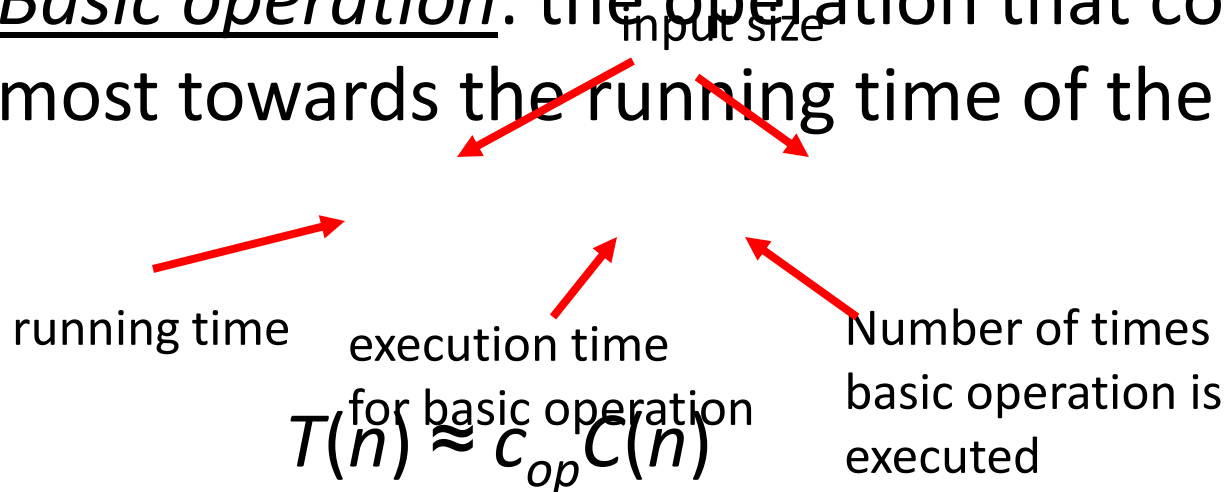 Basic operation: the operation that co
input size
most towards the running time of the
running time
execution time
for basic operation
Number of times
basic operation is
executed
T(n) ≈ c_op C(n)